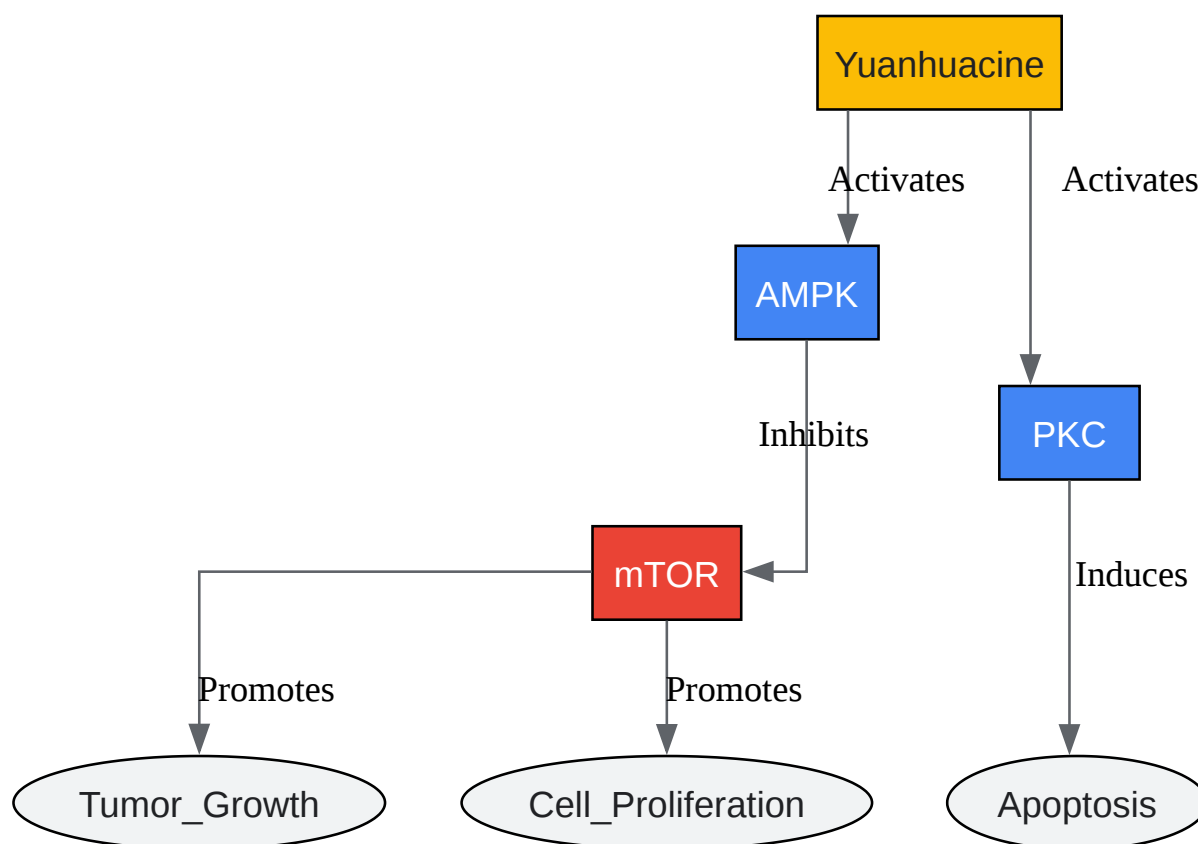 Yuanhuacine
Activates
Activates
AMPK
Inhibits
PKC
mTOR
Induces
Promotes
Promotes
Tumor_Growth
Cell_Proliferation
Apoptosis